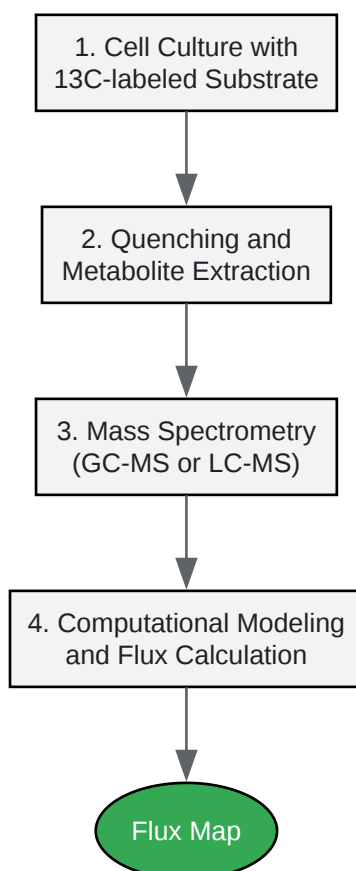 1. Cell Culture with
13C-labeled Substrate
2. Quenching and
Metabolite Extraction
3. Mass Spectrometry
(GC-MS or LC-MS)
4. Computational Modeling
and Flux Calculation
Flux Map